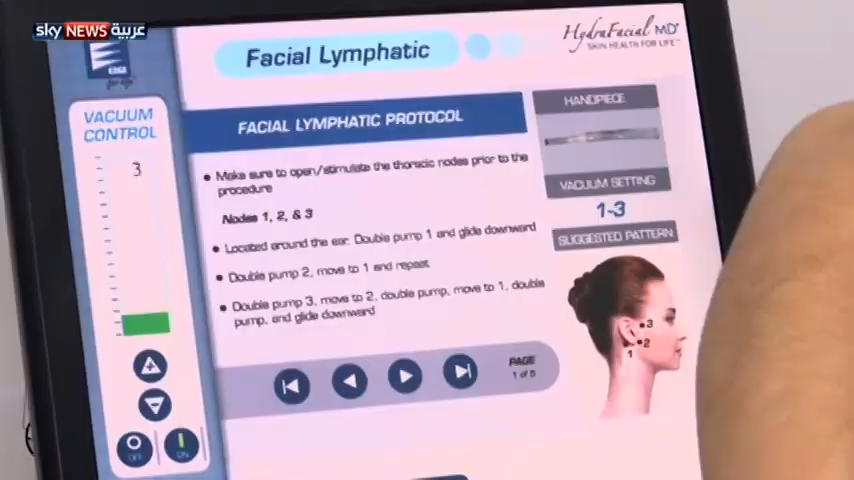 sky NEWS عربية
EDGE
for life
Facial Lymphatic
HydraFacial MD
SKIN HEALTH FOR LIFE
VACUUM
CONTROL
3
FACIAL LYMPHATIC PROTOCOL
• Make sure to open/stimulate the thoracic nodes prior to the
procedure
Nodes 1, 2, & 3
• Located around the ear. Double pump 1 and glide downward
• Double pump 2, move to 1 and repeat
• Double pump 3, move to 2, double pump, move to 1, double
pump, and glide downward
HANDPIECE
VACUUM SETTING
1-3
SUGGESTED PATTERN
3
2
1
PAGE
1 of 5
OFF
ON